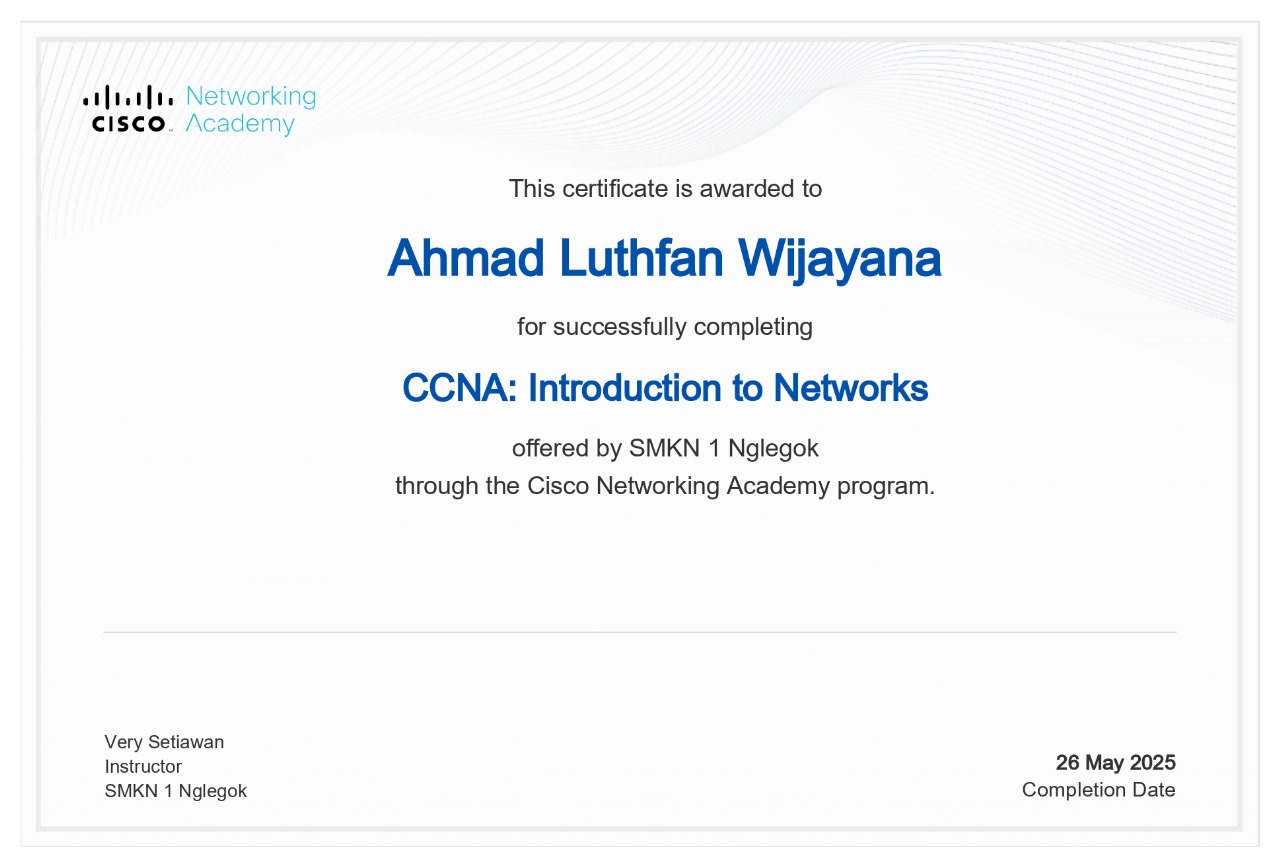 Networking
CISCO Academy
This certificate is awarded to
Ahmad Luthfan Wijayana
for successfully completing
CCNA: Introduction to Networks
offered by SMKN 1 Nglegok
through the Cisco Networking Academy program.
Very Setiawan
Instructor
SMKN 1 Nglegok
26 May 2025
Completion Date